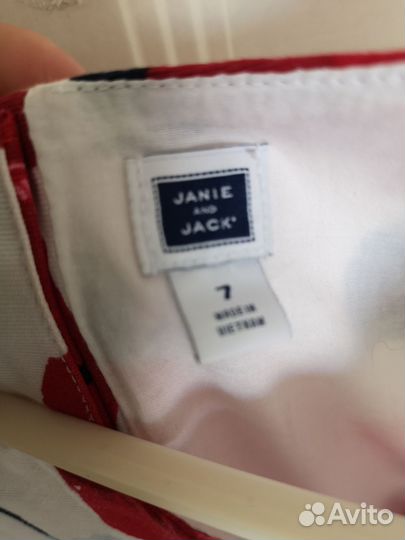 JANIE
AND
JACK®
7
MADE IN
VIETNAM
Avito